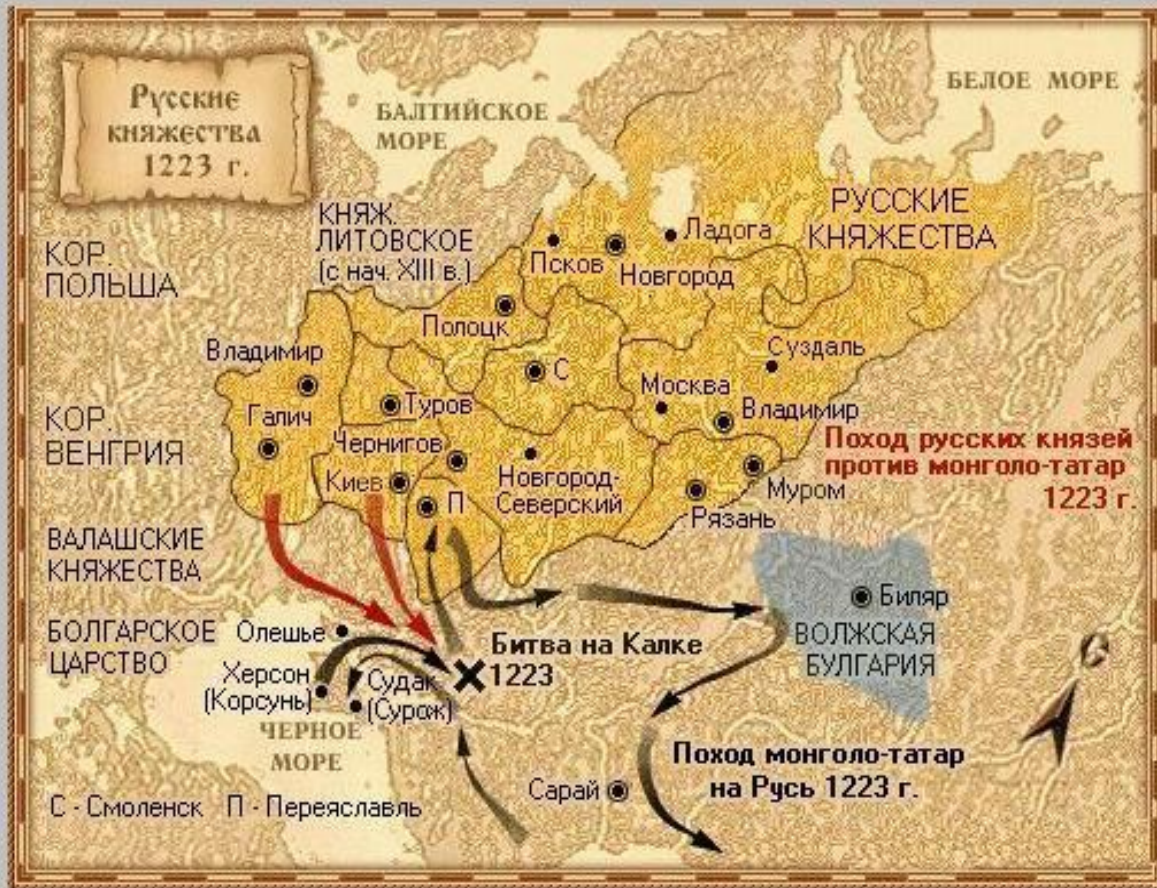 Русские
княжества
1223 г.
БАЛТИЙСКОЕ
МОРЕ
БЕЛОЕ МОРЕ
КНЯЖ.
ЛИТОВСКОЕ
(с нач. XIII в.)
РУССКИЕ
КНЯЖЕСТВА
КОР.
ПОЛЬША
Псков
Новгород
Ладога
Полоцк
Владимир
Суздаль
С
Москва
Владимир
Туров
Галич
КОР.
ВЕНГРИЯ
Чернигов
Киев
П
Новгород-
Северский
Муром
Рязань
Поход русских князей
против монголо-татар
1223 г.
ВАЛАШСКИЕ
КНЯЖЕСТВА
БОЛГАРСКОЕ
ЦАРСТВО
Олешье
Херсон
(Корсунь)
Судак
(Сурож)
Битва на Калке
1223
Биляр
ВОЛЖСКАЯ
БУЛГАРИЯ
С
ЧЕРНОЕ
МОРЕ
Поход монголо-татар
на Русь 1223 г.
Сарай
С - Смоленск П - Переяславль